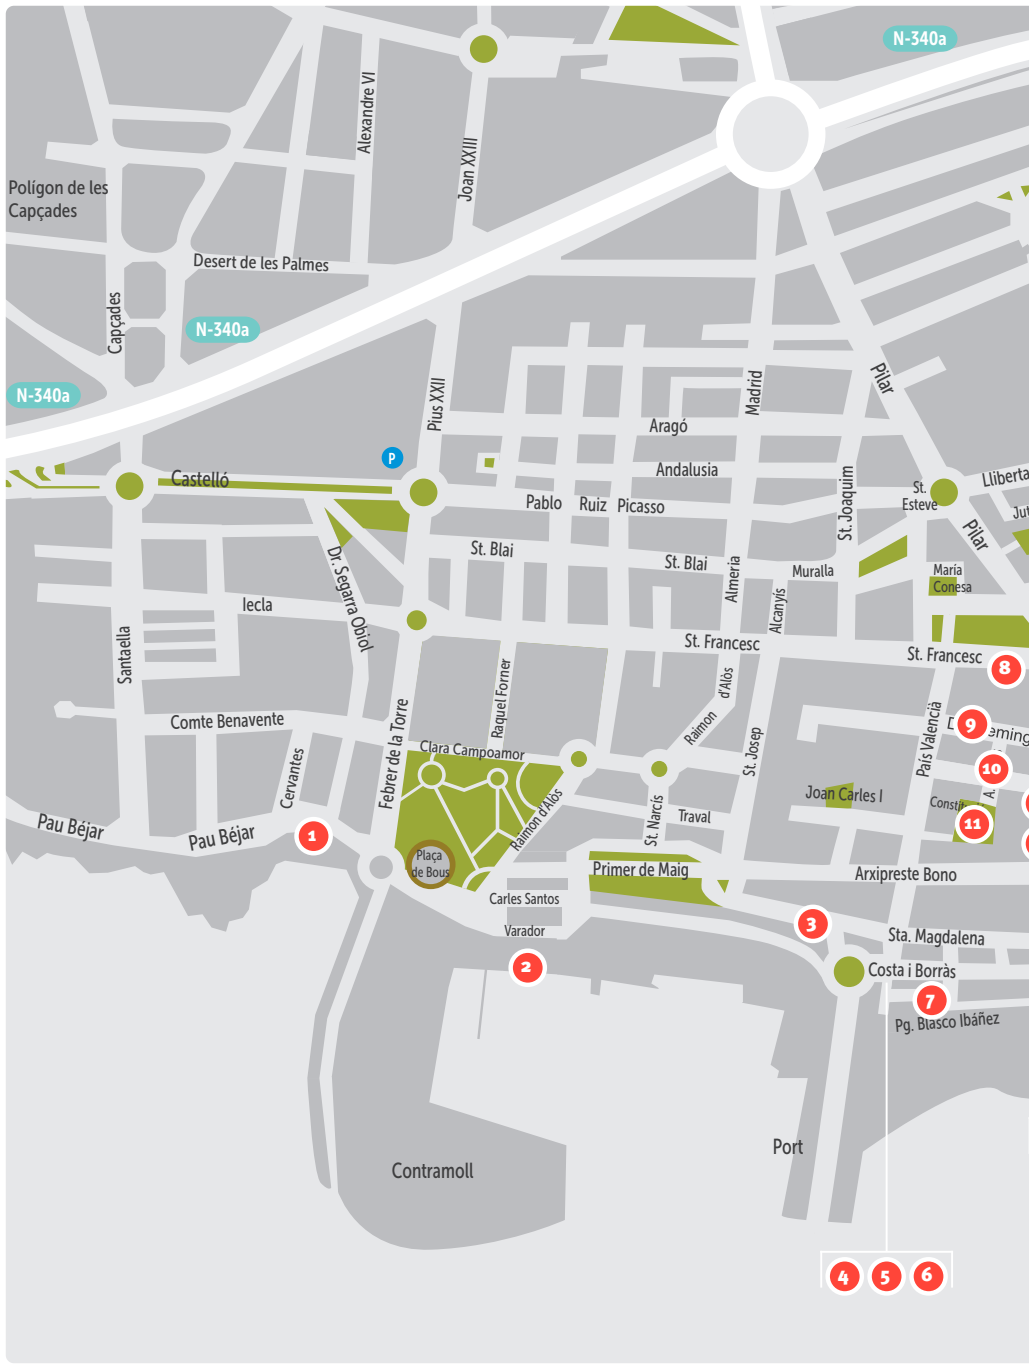 N-340a
Alexandre VI
Joan XXIII
Polígon de les
Capçades
Desert de les Palmes
Capçades
N-340a
N-340a
Pius XXII
Madrid
Pilar
Aragó
P
Andalusia
Castelló
Pablo Ruiz Picasso
St. Joaquim
St.
Esteve
Pilar
St. Blai
St. Blai
Muralla
Almeria
Dr. Segarra Obiol
María
Conesa
Iecla
Alcanyís
Santaella
St. Francesc
St. Francesc
8
Raquel Forner
Raimon
d'Alòs
Comte Benavente
Febrer de la Torre
Clara Campoamor
St. Josep
País Valencià
9
10
Cervantes
A.
Joan Carles I
11
Raimon d'Alòs
St. Narcís
Traval
Pau Béjar
Pau Béjar
1
Plaça
de Bous
Primer de Maig
Arxipreste Bono
Carles Santos
Varador
3
Sta. Magdalena
2
Costa i Borràs
7
Pg. Blasco Ibáñez
Port
Contramoll
4 5 6